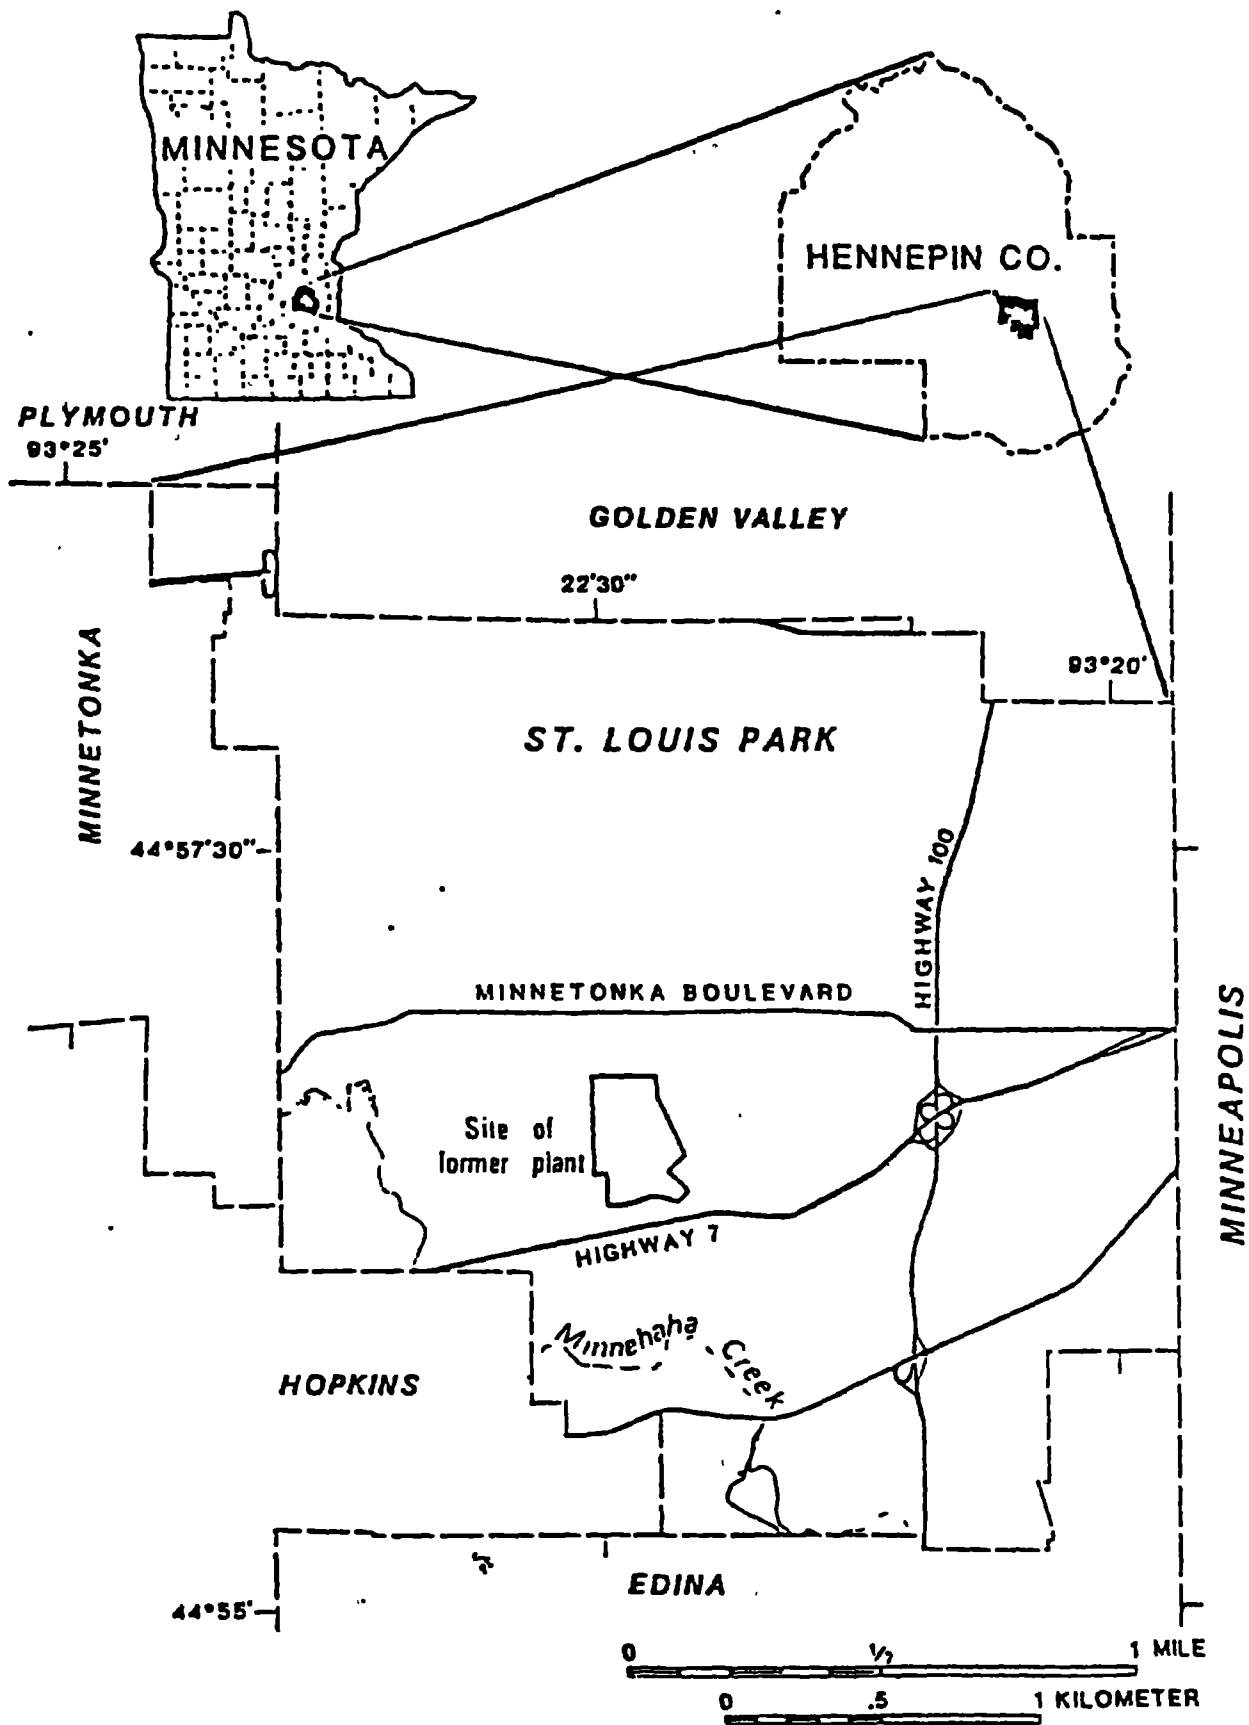 MINNESOTA
HENNEPIN CO.
PLYMOUTH
93°25'
GOLDEN VALLEY
22'30"
MINNETONKA
93°20'
ST. LOUIS PARK
44°57'30"
HIGHWAY 100
MINNETONKA BOULEVARD
MINNEAPOLIS
Site of
former plant
HIGHWAY 7
Minnehaha Creek
HOPKINS
EDINA
44°55'
0 1/2 1 MILE
0 .5 1 KILOMETER